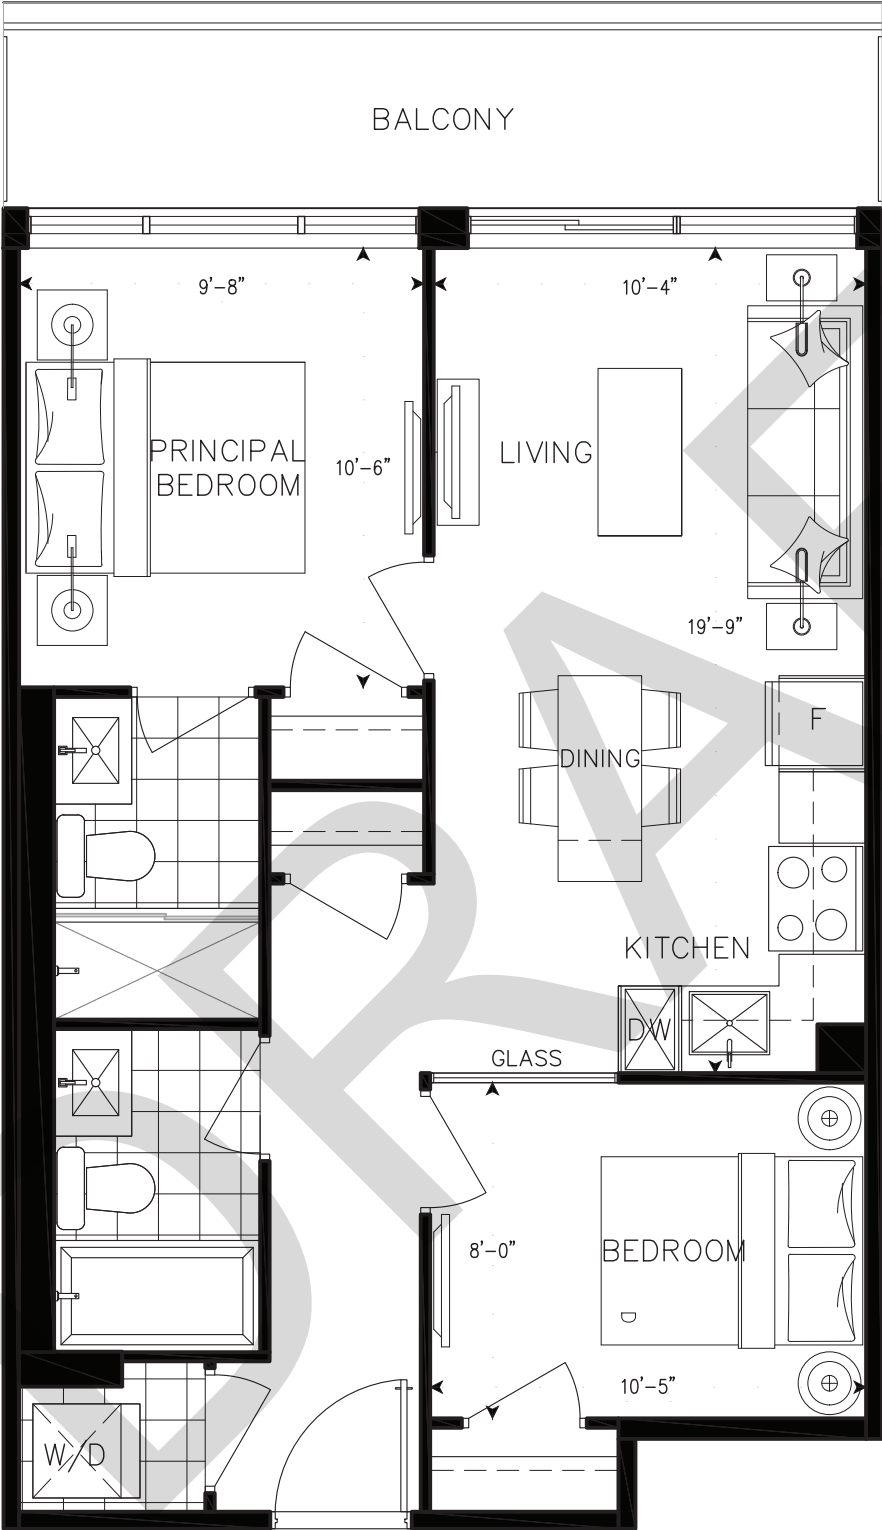 BALCONY
9'-8"
10'-4"
PRINCIPAL
BEDROOM
10'-6"
LIVING
19'-9"
F
DINING
KITCHEN
DW
GLASS
8'-0"
BEDROOM
10'-5"
W/D
DRAF